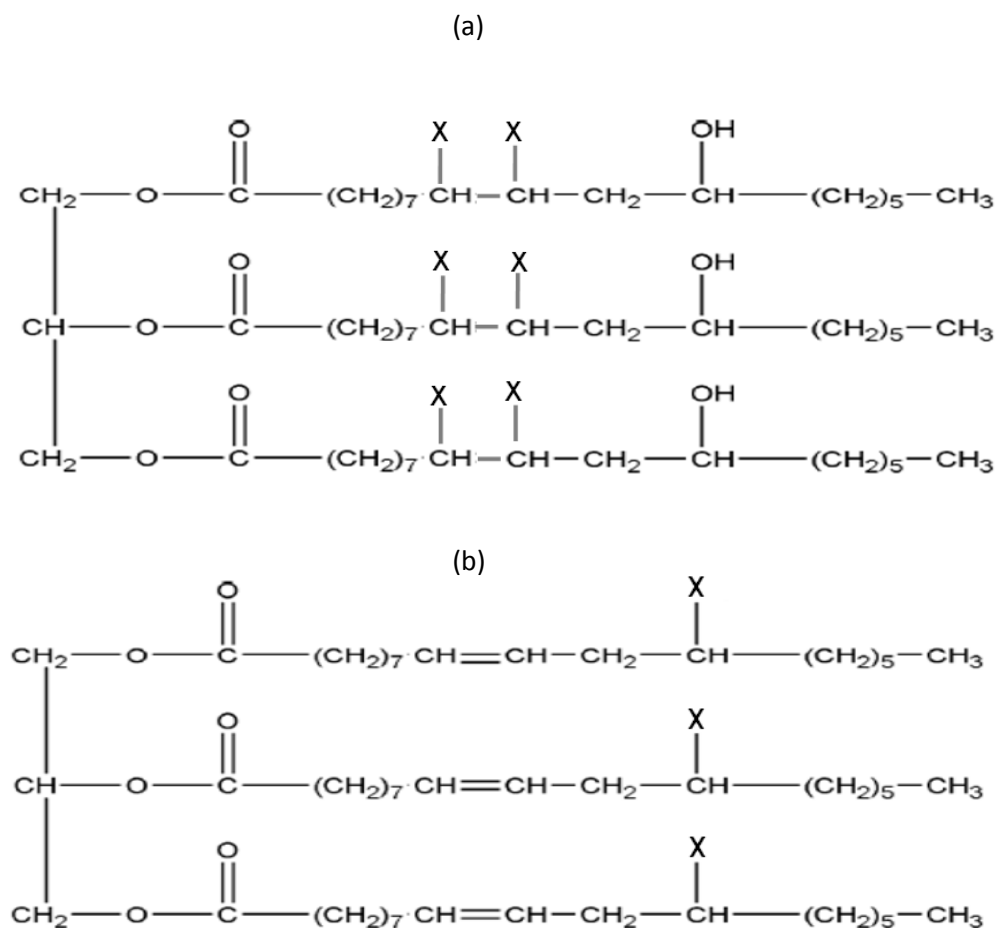 (a)
O X X OH
CH₂—O—C—(CH₂)₇—CH—CH—CH₂—CH—(CH₂)₅—CH₃
O X X OH
CH—O—C—(CH₂)₇—CH—CH—CH₂—CH—(CH₂)₅—CH₃
O X X OH
CH₂—O—C—(CH₂)₇—CH—CH—CH₂—CH—(CH₂)₅—CH₃
(b)
O X
CH₂—O—C—(CH₂)₇—CH=CH—CH₂—CH—(CH₂)₅—CH₃
O X
CH—O—C—(CH₂)₇—CH=CH—CH₂—CH—(CH₂)₅—CH₃
O X
CH₂—O—C—(CH₂)₇—CH=CH—CH₂—CH—(CH₂)₅—CH₃